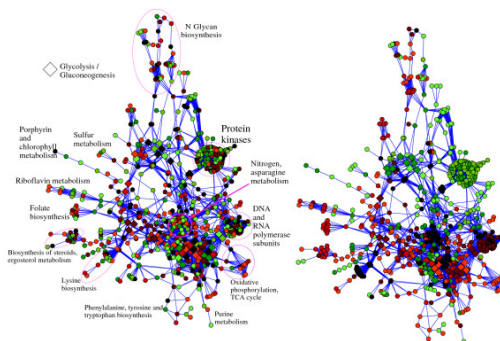 N Glycan
biosynthesis
Glycolysis /
Gluconeogenesis
Porphyrin
and
chlorophyll
metabolism
Sulfur
metabolism
Protein
kinases
Riboflavin metabolism
Nitrogen,
asparagine
metabolism
Folate
biosynthesis
DNA
and
RNA
polymerase
subunits
Biosynthesis of steroids,
ergosterol metabolism
Lysine
biosynthesis
Oxidative
phosphorylation,
TCA cycle
Phenylalanine, tyrosine and
tryptophan biosynthesis
Purine
metabolism